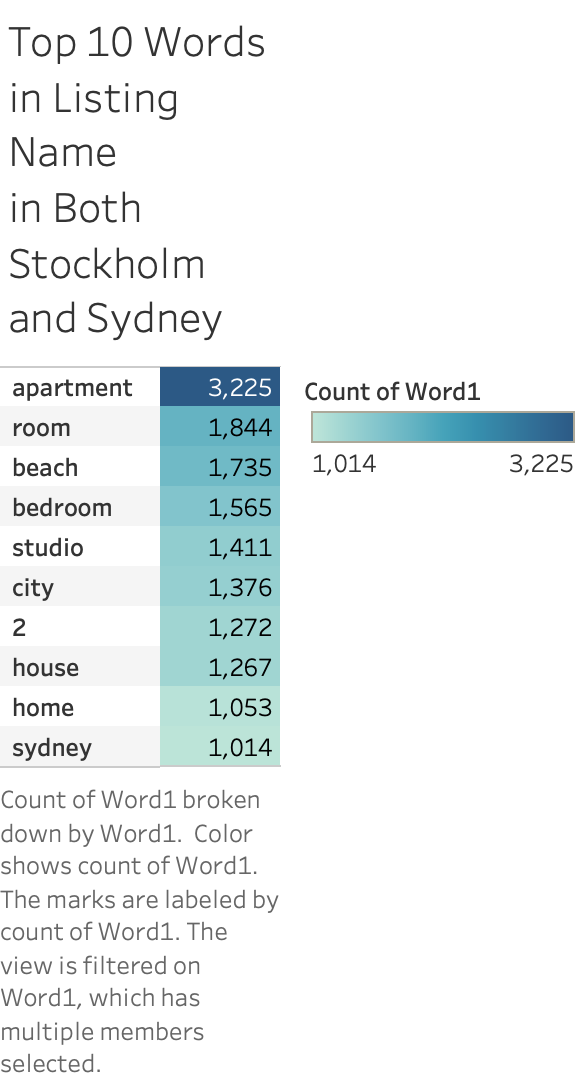 Top 10 Words
in Listing
Name
in Both
Stockholm
and Sydney
apartment 3,225
room 1,844
beach 1,735
bedroom 1,565
studio 1,411
city 1,376
2 1,272
house 1,267
home 1,053
sydney 1,014
Count of Word1
1,014 3,225
Count of Word1 broken
down by Word1.  Color
shows count of Word1.
The marks are labeled by
count of Word1. The
view is filtered on
Word1, which has
multiple members
selected.